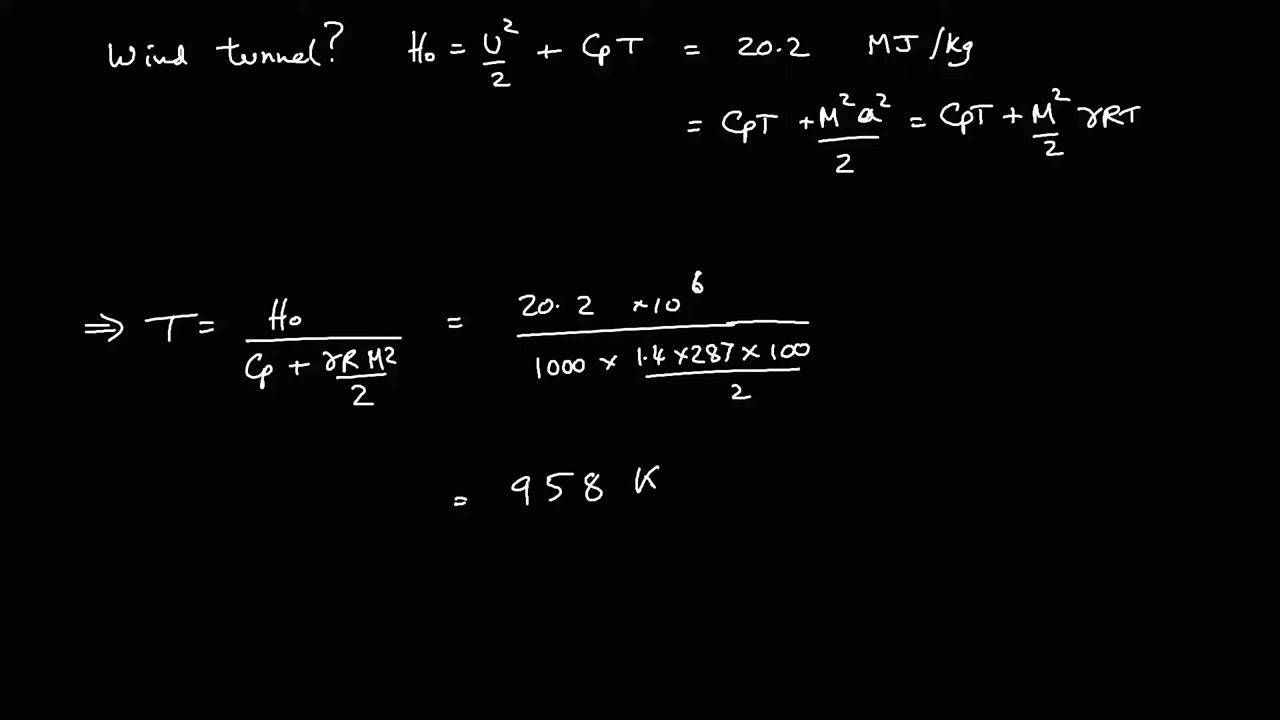 Wind tunnel? H₀ = U²/2 + CpT = 20.2 MJ/kg
= CpT + M²a²/2 = CpT + M²/2 γRT
⇒ T = H₀/(Cp + γRM²/2) = 20.2 × 10⁶/(1000 × 1.4×287×100/2)
= 958 K